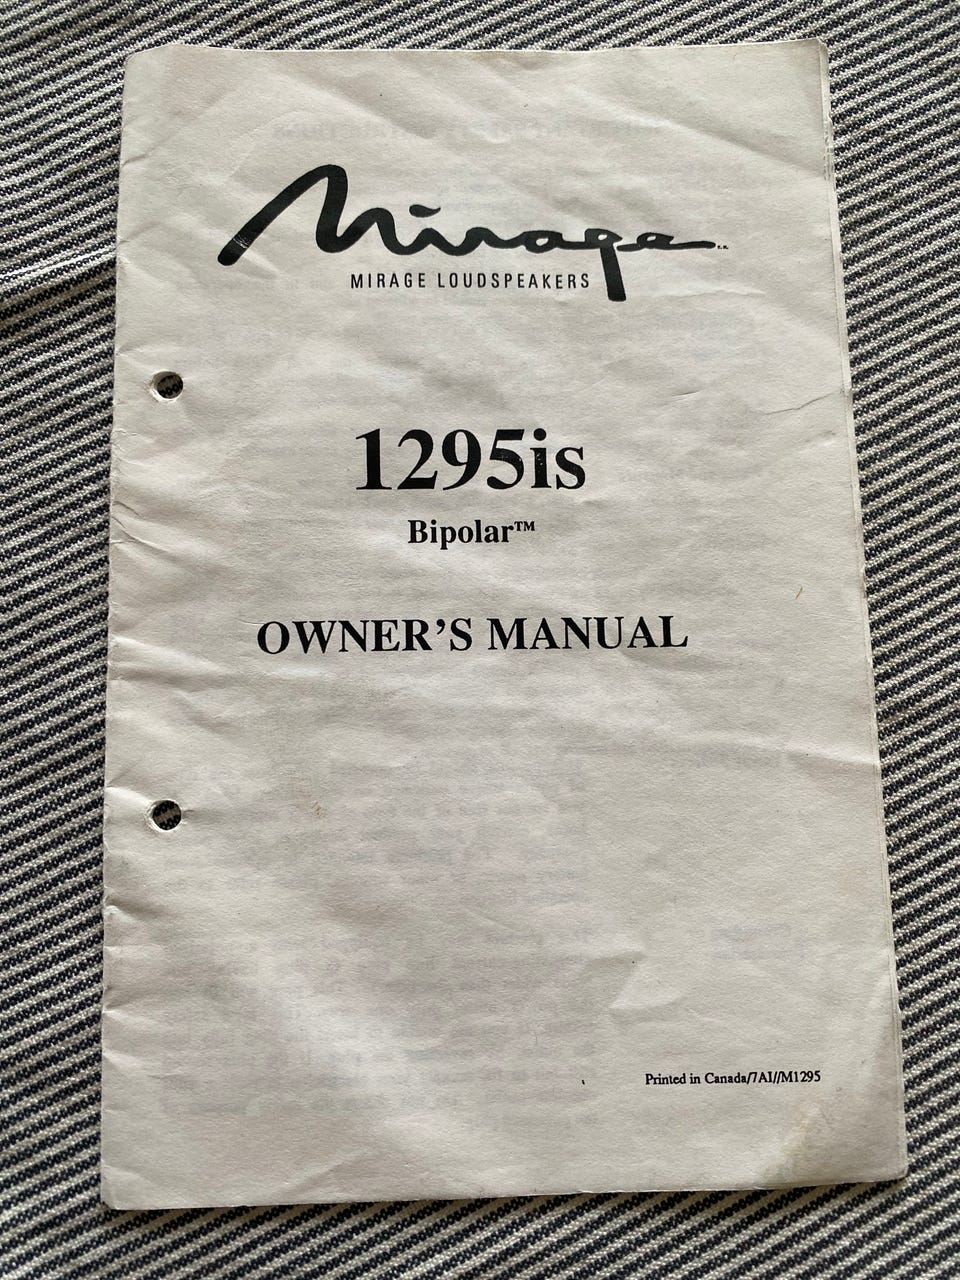 Mirage
MIRAGE LOUDSPEAKERS
1295is
Bipolar™
OWNER'S MANUAL
Printed in Canada/7AI//M1295